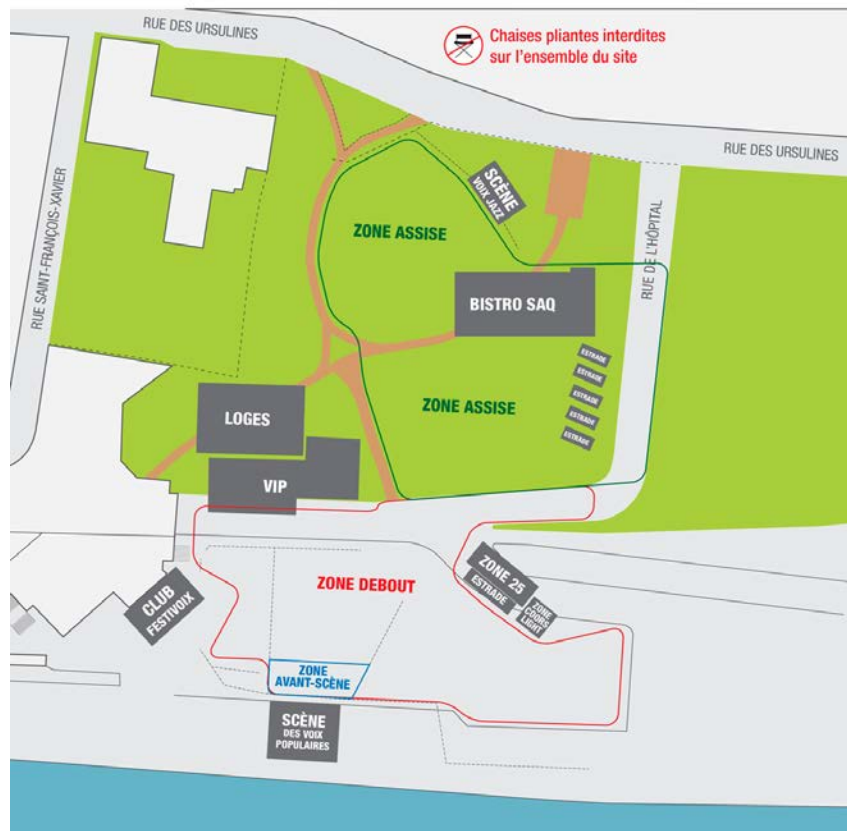 RUE DES URSULINES
Chaises pliantes interdites
sur l'ensemble du site
RUE DES URSULINES
RUE SAINT-FRANÇOIS-XAVIER
SCÈNE
VOIX JAZZ
ZONE ASSISE
RUE DE L'HÔPITAL
BISTRO SAQ
ESTRADE
ESTRADE
ESTRADE
ESTRADE
ESTRADE
ZONE ASSISE
LOGES
VIP
ZONE 25
ESTRADE
ZONE
COORS
LIGHT
ZONE DEBOUT
CLUB
FESTIVOIX
ZONE
AVANT-SCÈNE
SCÈNE
DES VOIX
POPULAIRES